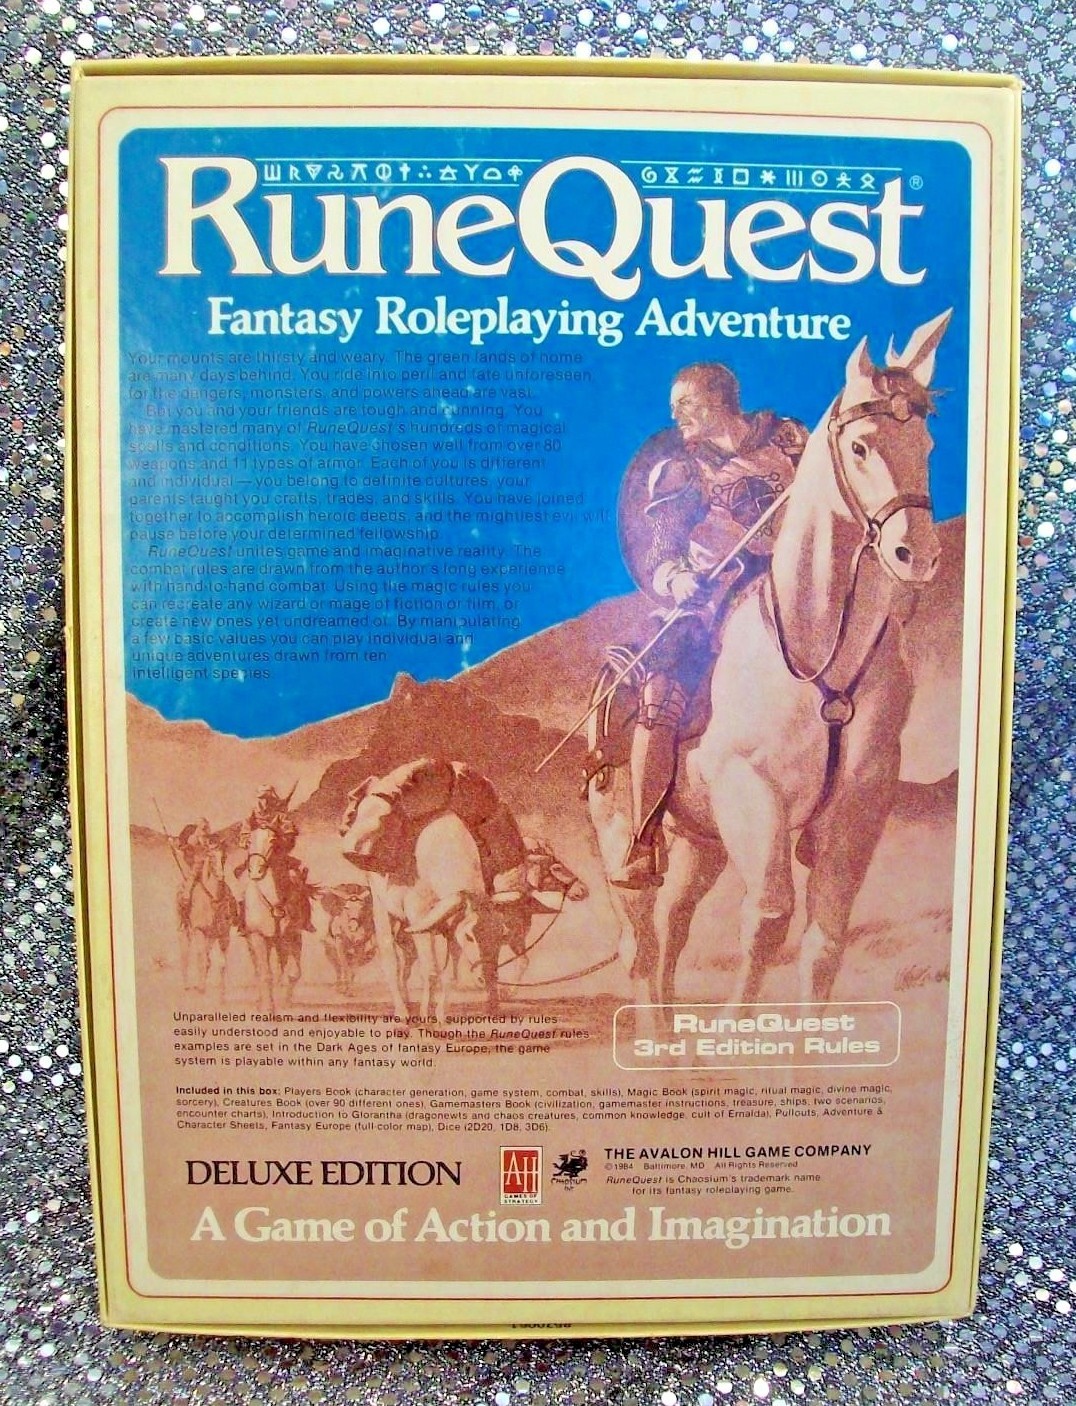 RuneQuest®
Fantasy Roleplaying Adventure
Your mounts are thirsty and weary. The green lands of home
are many days behind. You ride into peril and fate unforeseen,
for the dangers, monsters, and powers ahead are vast.
But you and your friends are tough and cunning. You
have mastered many of RuneQuest's hundreds of magical
spells and conditions. You have chosen well from over 80
weapons and 11 types of armor. Each of you is different
and individual — you belong to definite cultures, your
parents taught you crafts, trades, and skills. You have joined
together to accomplish heroic deeds, and the mightiest evil will
pause before your determined fellowship.
RuneQuest unites game and imaginative reality. The
combat rules are drawn from the author's long experience
with hand-to-hand combat. Using the magic rules you
can recreate any wizard or mage of fiction or film, or
create new ones yet undreamed of. By manipulating
a few basic values you can play individual and
unique adventures drawn from ten
intelligent species.
Unparalleled realism and flexibility are yours, supported by rules
easily understood and enjoyable to play. Though the RuneQuest rules
examples are set in the Dark Ages of fantasy Europe, the game
system is playable within any fantasy world.
RuneQuest
3rd Edition Rules
Included in this box: Players Book (character generation, game system, combat, skills), Magic Book (spirit magic, ritual magic, divine magic,
sorcery), Creatures Book (over 90 different ones), Gamemasters Book (civilization, gamemaster instructions, treasure, ships, two scenarios,
encounter charts), Introduction to Glorantha (dragonewts and chaos creatures, common knowledge, cult of Ernalda), Pullouts, Adventure &
Character Sheets, Fantasy Europe (full-color map), Dice (2D20, 1D8, 3D6).
DELUXE EDITION
AH
GAMES OF
STRATEGY
Chaosium
Inc
THE AVALON HILL GAME COMPANY
©1984 Baltimore, MD All Rights Reserved
RuneQuest is Chaosium's trademark name
for its fantasy roleplaying game.
A Game of Action and Imagination